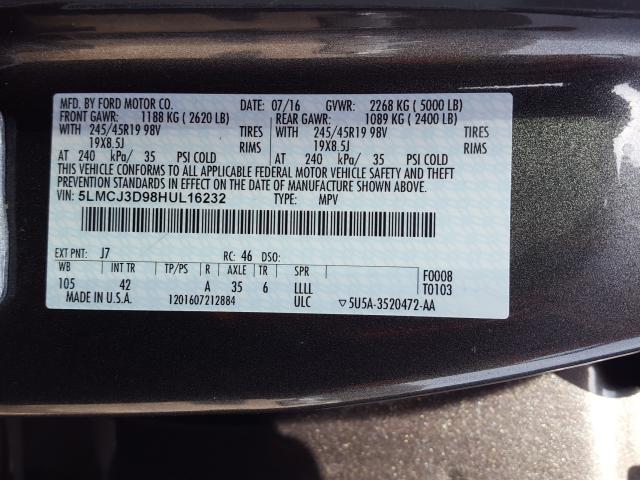 MFD. BY FORD MOTOR CO. 07/16 GVWR: 2268 KG ( 5000 LB)
FRONT GAWR: 1188 KG ( 2620 LB) REAR GAWR: 1089 KG ( 2400 LB)
WITH 245/45R19 98V TIRES WITH 245/45R19 98V TIRES
19X8.5J RIMS 19X8.5J RIMS
AT 240 kPa/ 35 PSI COLD AT 240 kPa/ 35 PSI COLD
THIS VEHICLE CONFORMS TO ALL APPLICABLE FEDERAL MOTOR VEHICLE SAFETY AND THEFT
PREVENTION STANDARDS IN EFFECT ON THE DATE OF MANUFACTURE SHOWN ABOVE.
VIN: 5LMCJ3D98HUL16232 TYPE: MPV
EXT PNT: J7 RC: 46 DSO: F0008
WB INT TR TP/PS R AXLE TR SPR T0103
105 42 A 35 6 LLLL
MADE IN U.S.A. 1201607212884 ULC ▽5U5A-3520472-AA